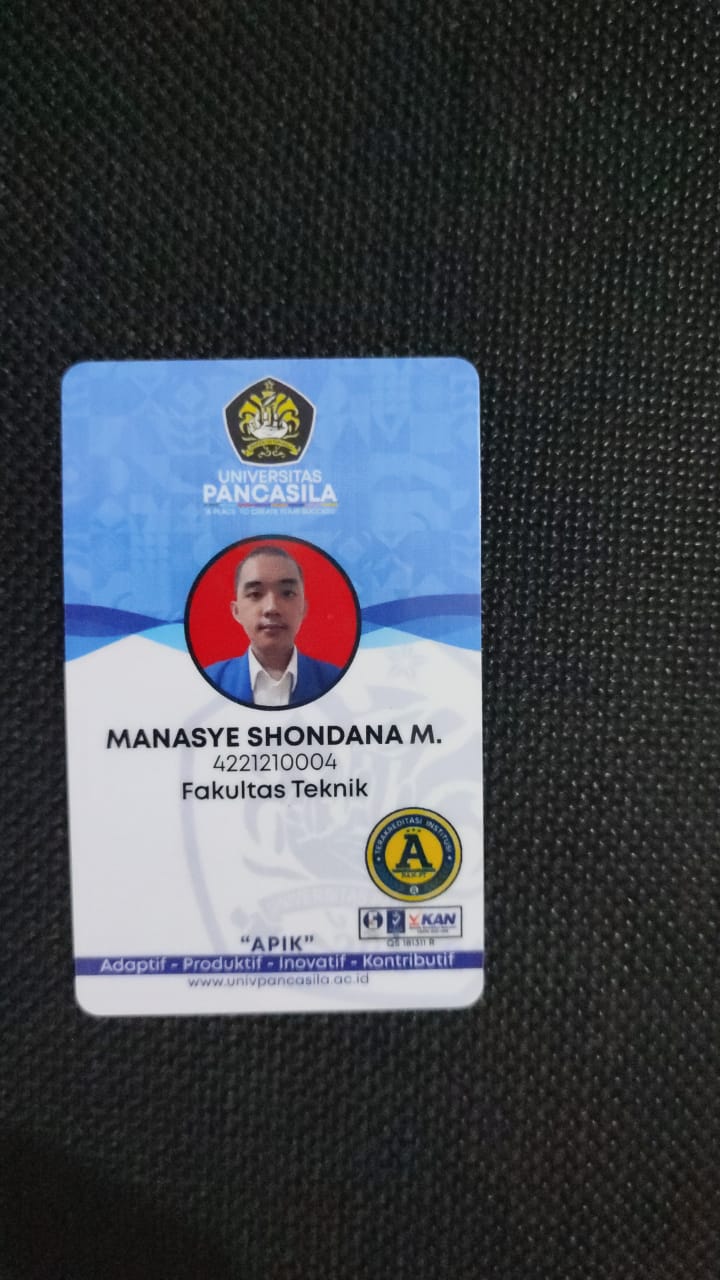 UNIVERSITAS
PANCASILA
A PLACE TO CREATE YOUR SUCCESS
MANASYE SHONDANA M.
4221210004
Fakultas Teknik
TERAKREDITASI INSTITUSI
A
BAN-PT
KAN
QS 181311 R
“APIK”
Adaptif - Produktif - Inovatif - Kontributif
www.univpancasila.ac.id